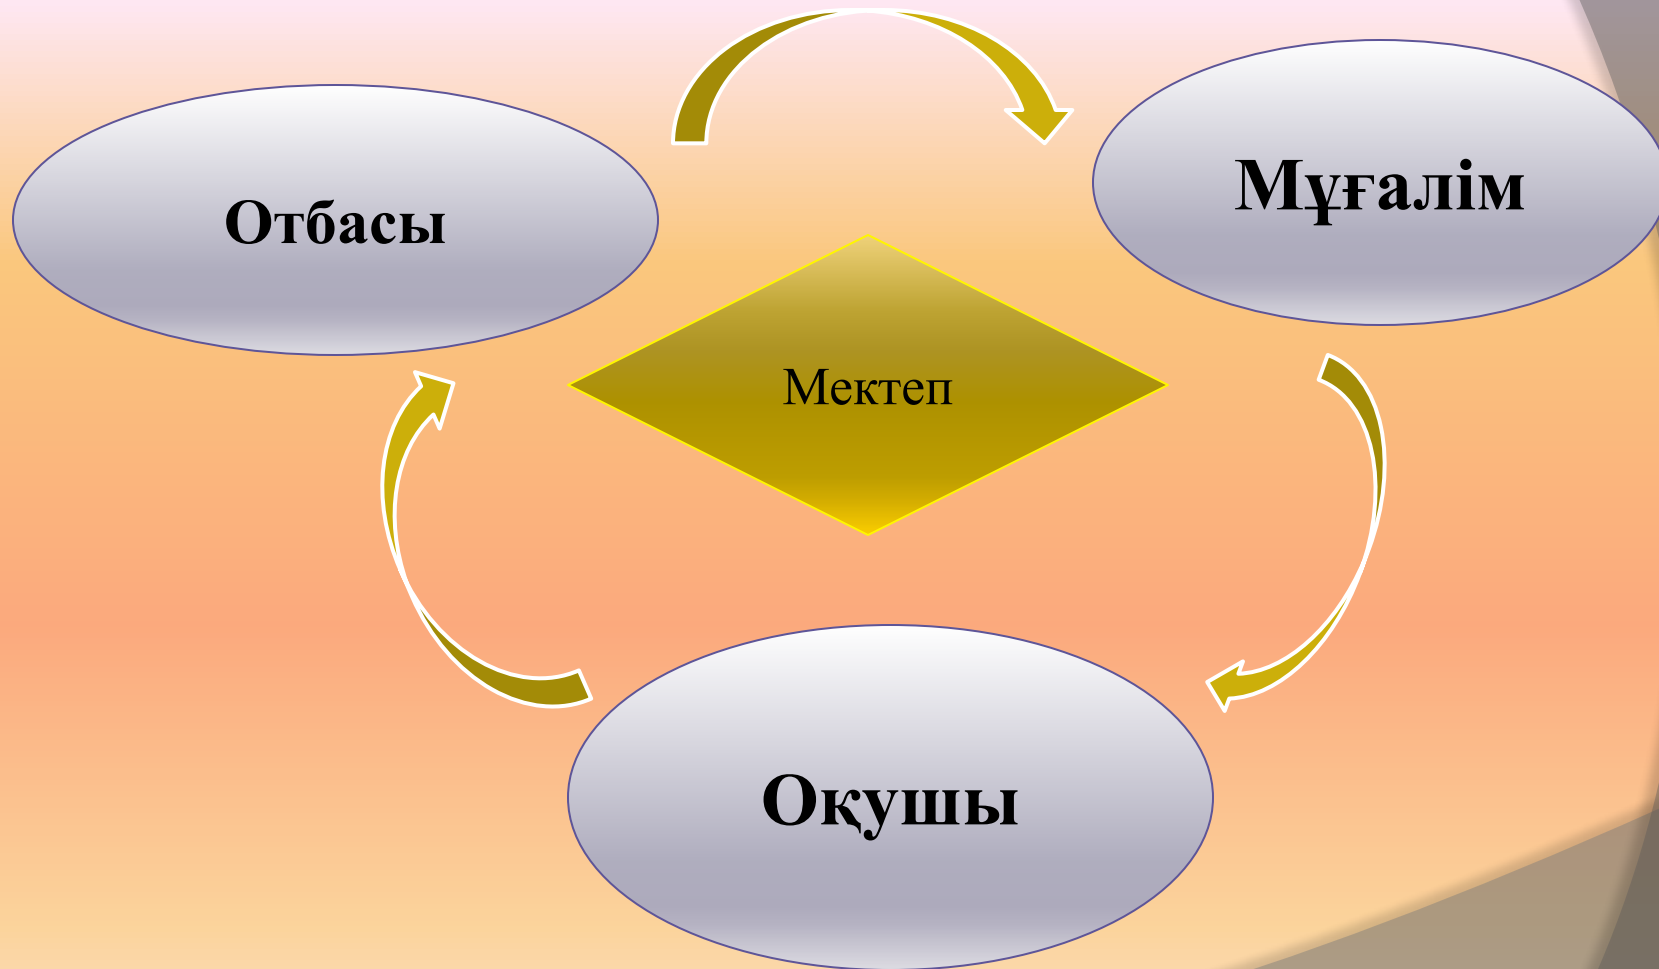 Отбасы
Мұғалім
Мектеп
Оқушы